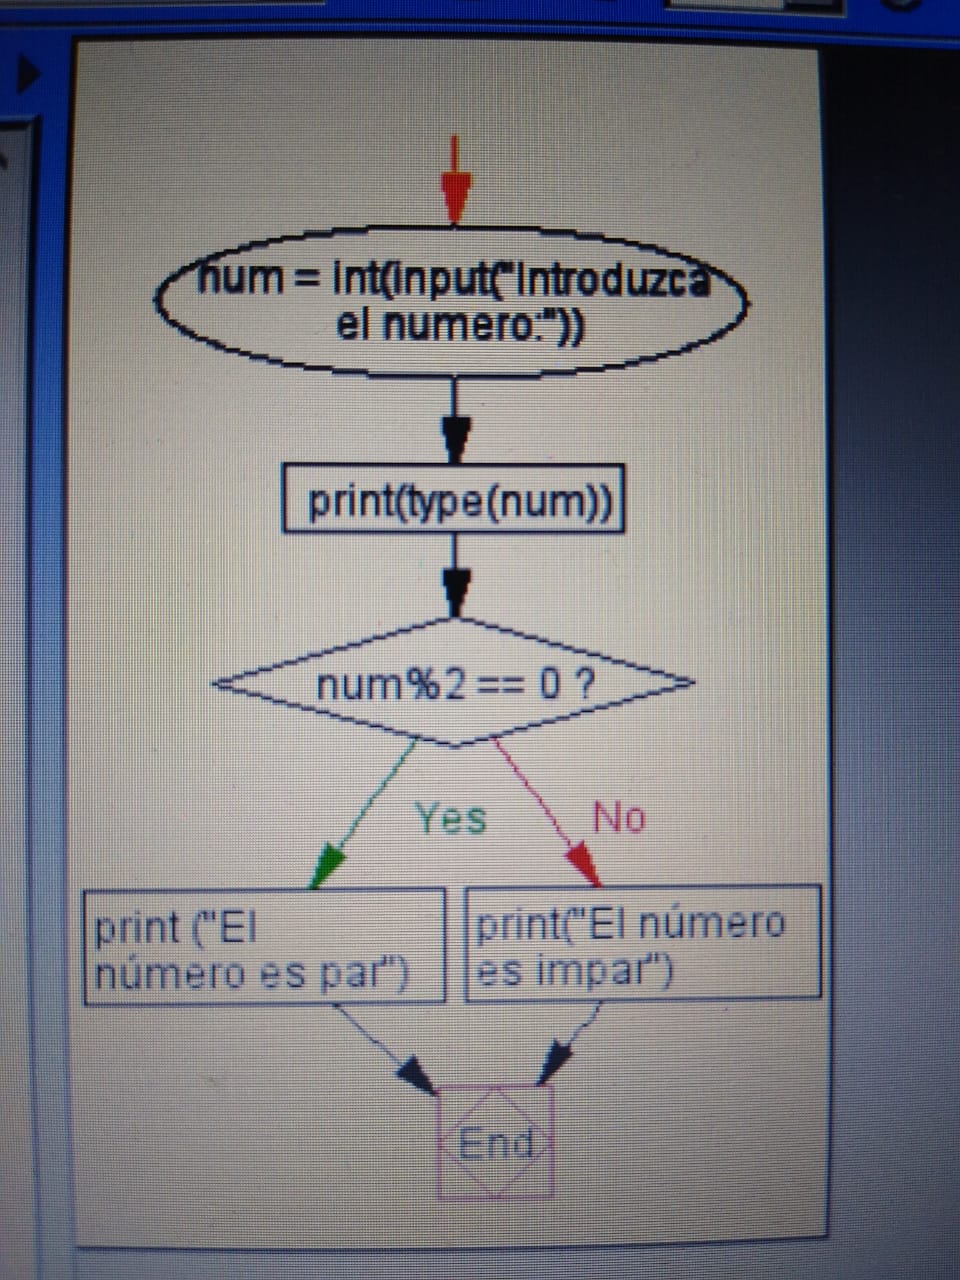 num = int(input("Introduzca
el numero:"))
print(type(num))
num%2 == 0 ?
Yes
No
print ("El
número es par")
print("El número
es impar")
End